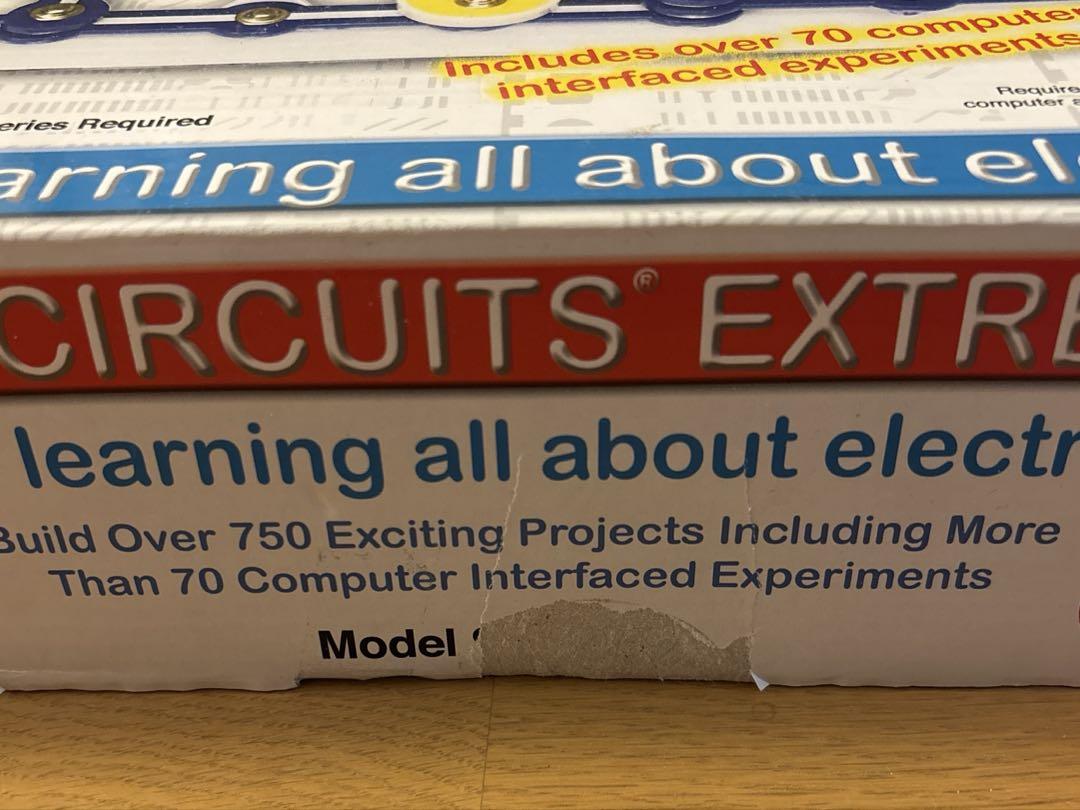 Includes over 70 computer
interfaced experiments
Require
computer a
eries Required
arning all about el
CIRCUITS® EXTRE
learning all about electr
Build Over 750 Exciting Projects Including More
Than 70 Computer Interfaced Experiments
Model